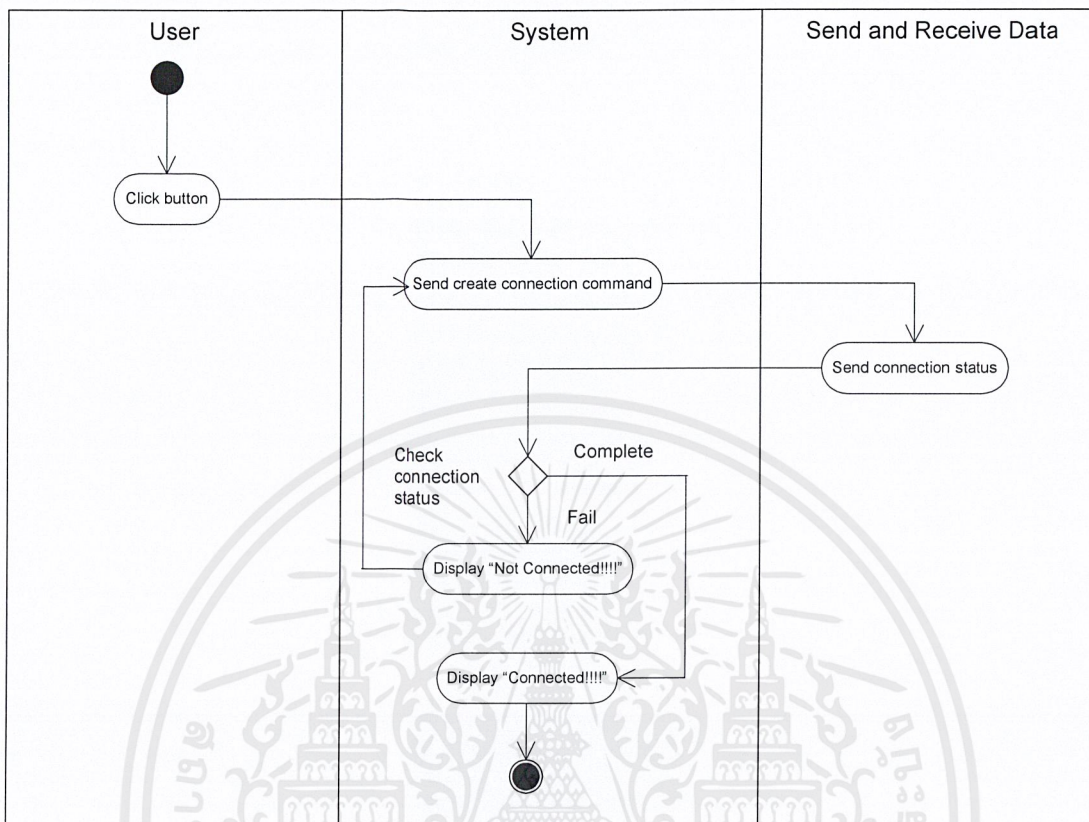 User
System
Send and Receive Data
Click button
Send create connection command
Send connection status
Check
connection
status
Complete
Fail
Display “Not Connected!!!!”
Display “Connected!!!!”